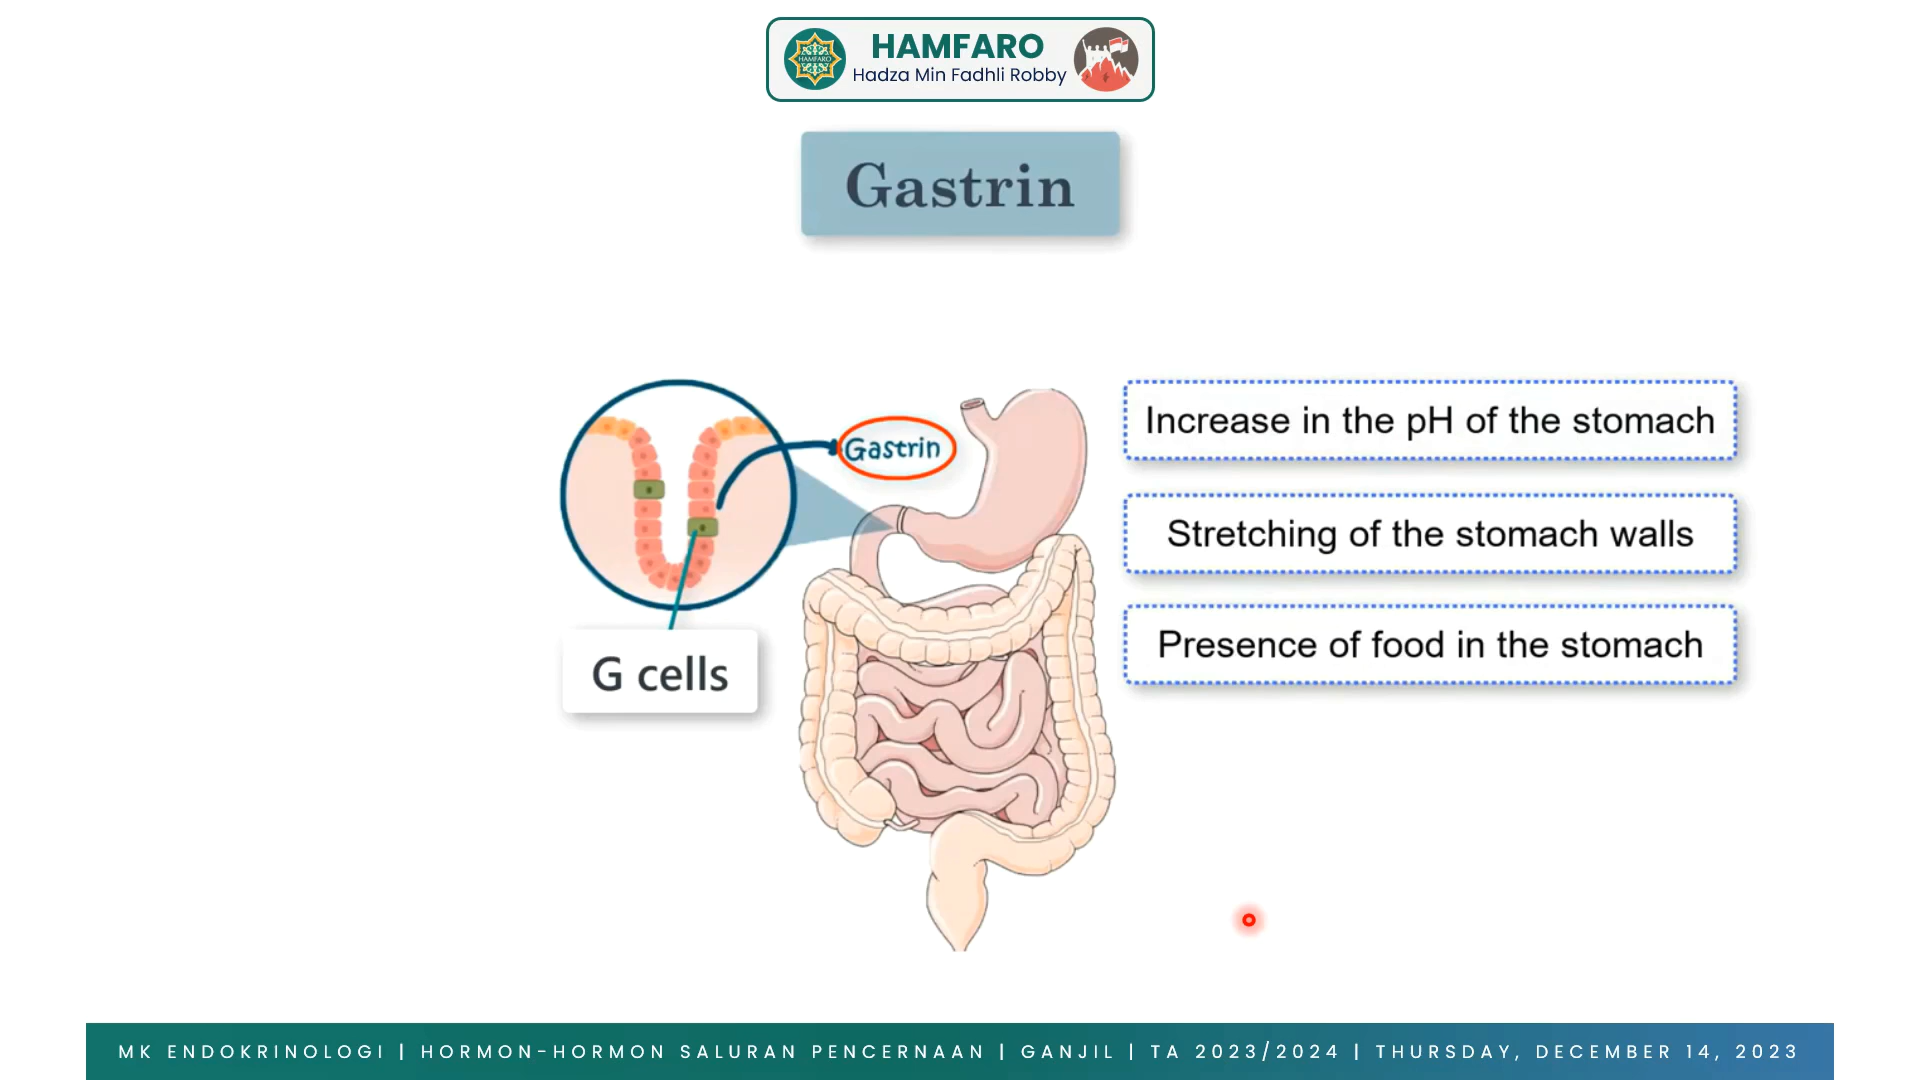 HAMFARO
HAMFARO
Hadza Min Fadhli Robby
Gastrin
Gastrin
G cells
Increase in the pH of the stomach
Stretching of the stomach walls
Presence of food in the stomach
MK ENDOKRINOLOGI | HORMON-HORMON SALURAN PENCERNAAN | GANJIL | TA 2023/2024 | THURSDAY, DECEMBER 14, 2023